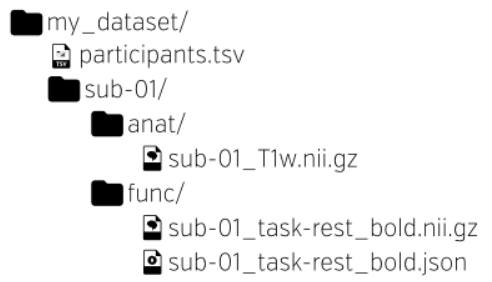 my_dataset/
participants.tsv
sub-01/
anat/
sub-01_T1w.nii.gz
func/
sub-01_task-rest_bold.nii.gz
sub-01_task-rest_bold.json